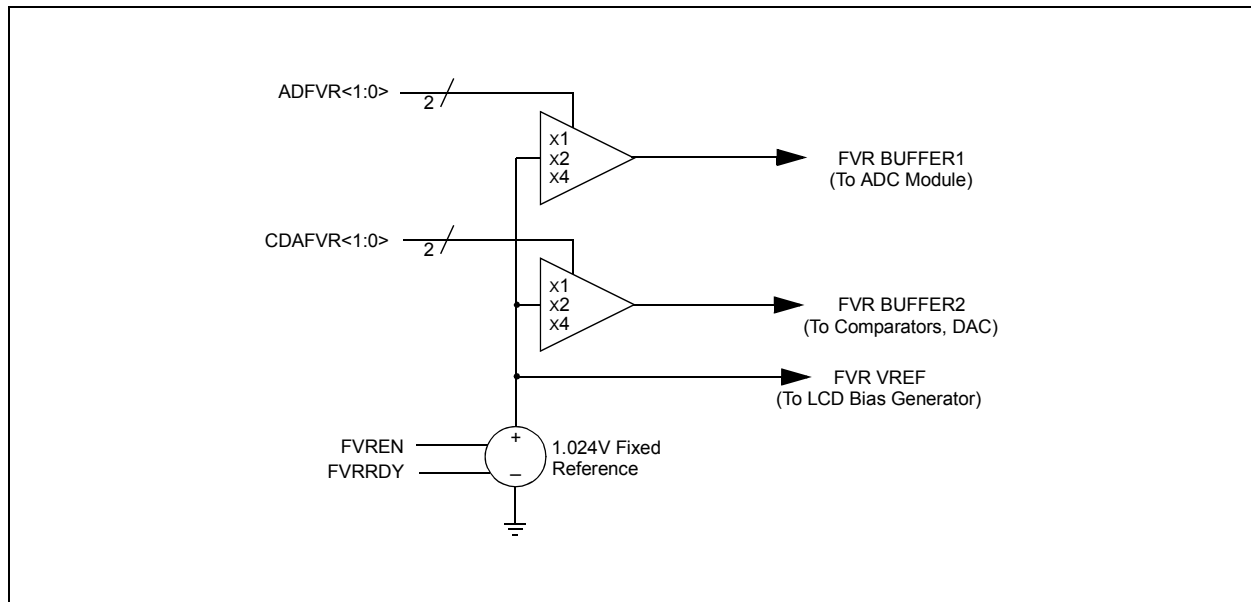 ADFVR<1:0>
2
X1
X2
X4
FVR BUFFER1
(To ADC Module)
CDAFVR<1:0>
2
X1
X2
X4
FVR BUFFER2
(To Comparators, DAC)
FVR VREF
(To LCD Bias Generator)
FVREN
FVRRDY
+
_
1.024V Fixed
Reference